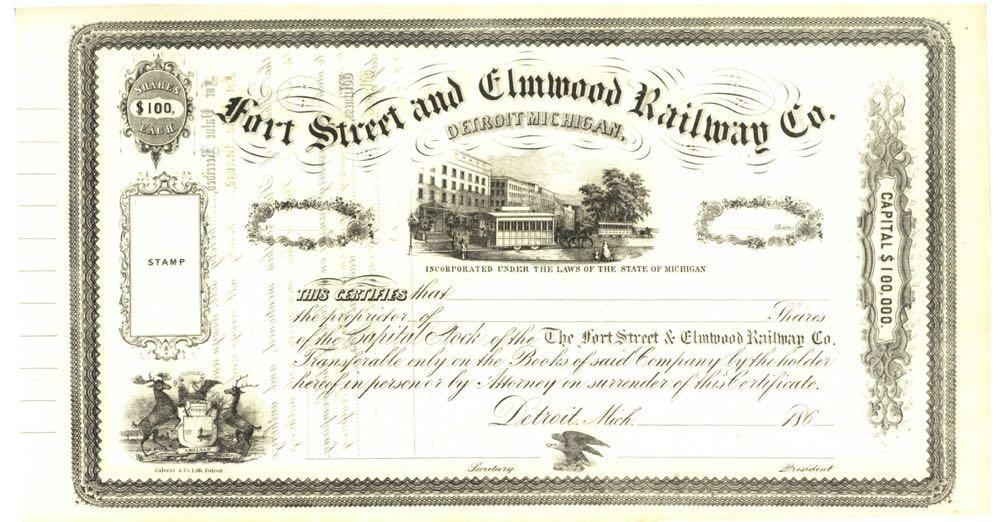 SHARES
$100,
EACH
Fort Street and Elmwood Railway Co.
DETROIT MICHIGAN.
STAMP
Shares
CAPITAL $100,000.
INCORPORATED UNDER THE LAWS OF THE STATE OF MICHIGAN
THIS CERTIFIES that
the proprietor of Shares
of the Capital Stock of the The Fort Street & Elmwood Railway Co.
Transferable only on the Books of said Company by the holder
hereof in person or by Attorney on surrender of this Certificate.
Detroit, Mich. 186
Calvert & Co. Lith. Detroit.
Secretary. President